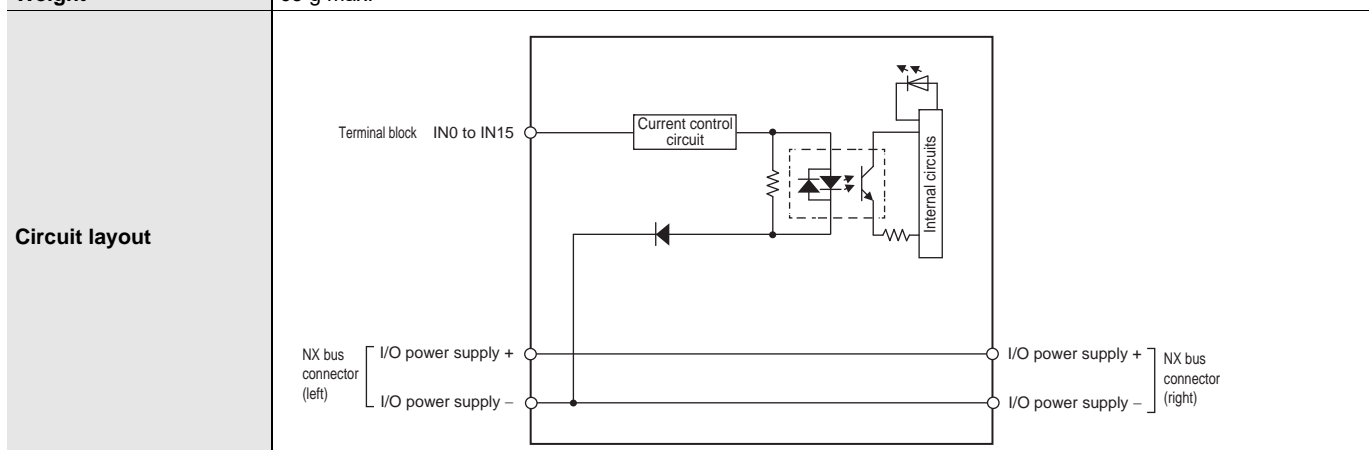 Circuit layout
Terminal block IN0 to IN15
Current control
circuit
Internal circuits
NX bus
connector
(left)
I/O power supply +
I/O power supply −
I/O power supply +
I/O power supply −
NX bus
connector
(right)